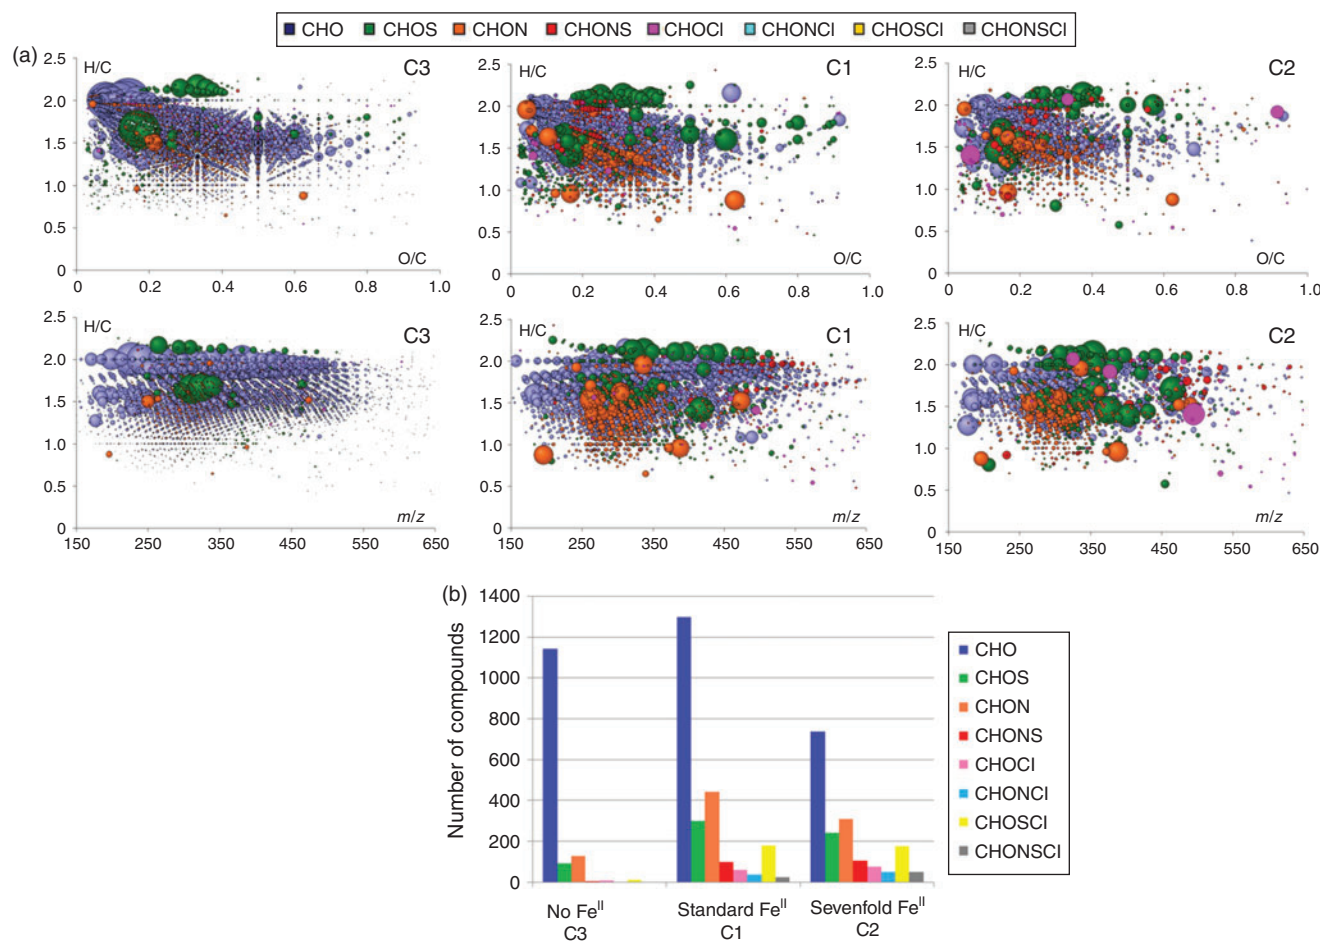 CHO CHOS CHON CHONS CHOCl CHONCl CHOSCl CHONSCl
(a)
2.5 H/C C3
2.0
1.5
1.0
0.5
0 O/C
0 0.2 0.4 0.6 0.8 1.0
2.5 H/C C1
2.0
1.5
1.0
0.5
0 O/C
0 0.2 0.4 0.6 0.8 1.0
2.5 H/C C2
2.0
1.5
1.0
0.5
0 O/C
0 0.2 0.4 0.6 0.8 1.0
2.5 H/C C3
2.0
1.5
1.0
0.5
0 m/z
150 250 350 450 550 650
2.5 H/C C1
2.0
1.5
1.0
0.5
0 m/z
150 250 350 450 550 650
2.5 H/C C2
2.0
1.5
1.0
0.5
0 m/z
150 250 350 450 550 650
(b)
Number of compounds
1400
1200
1000
800
600
400
200
0
No Feᴵᴵ
C3
Standard Feᴵᴵ
C1
Sevenfold Feᴵᴵ
C2
CHO
CHOS
CHON
CHONS
CHOCl
CHONCl
CHOSCl
CHONSCl